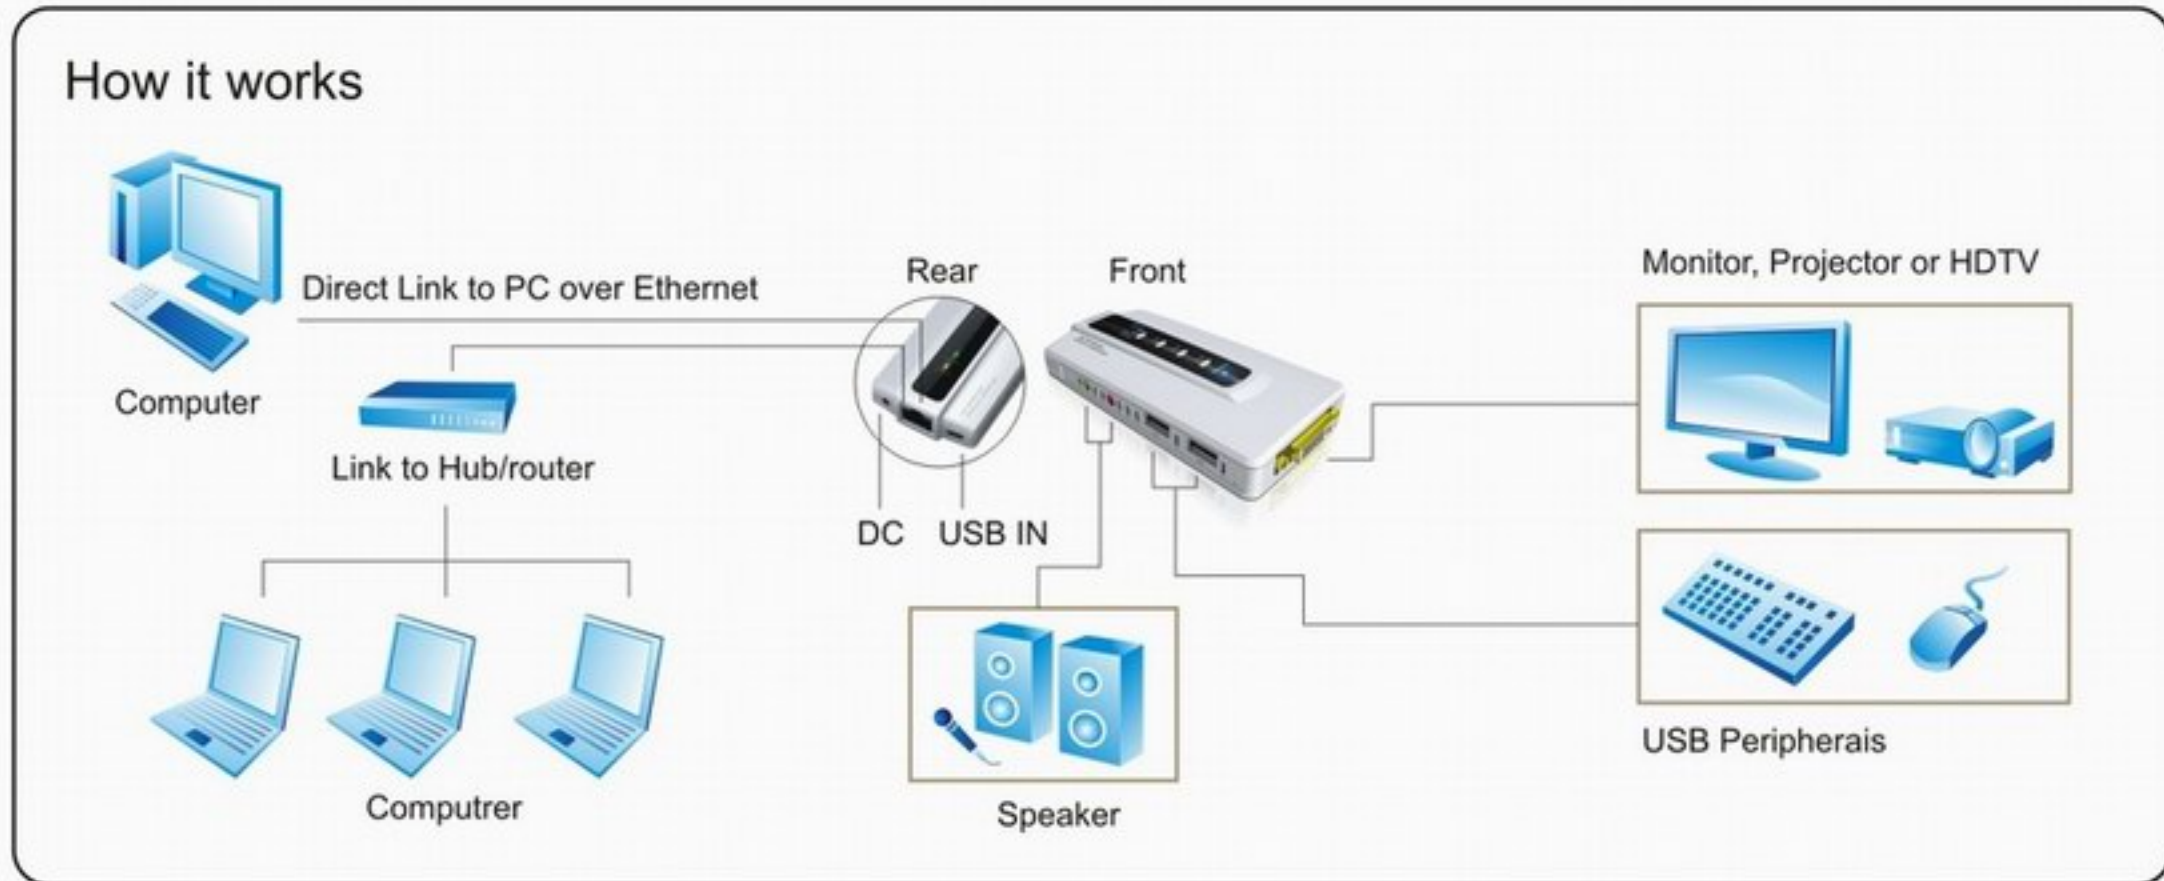 How it works
Direct Link to PC over Ethernet
Computer
Link to Hub/router
Computrer
Rear
Front
DC
USB IN
Speaker
Monitor, Projector or HDTV
USB Peripherais